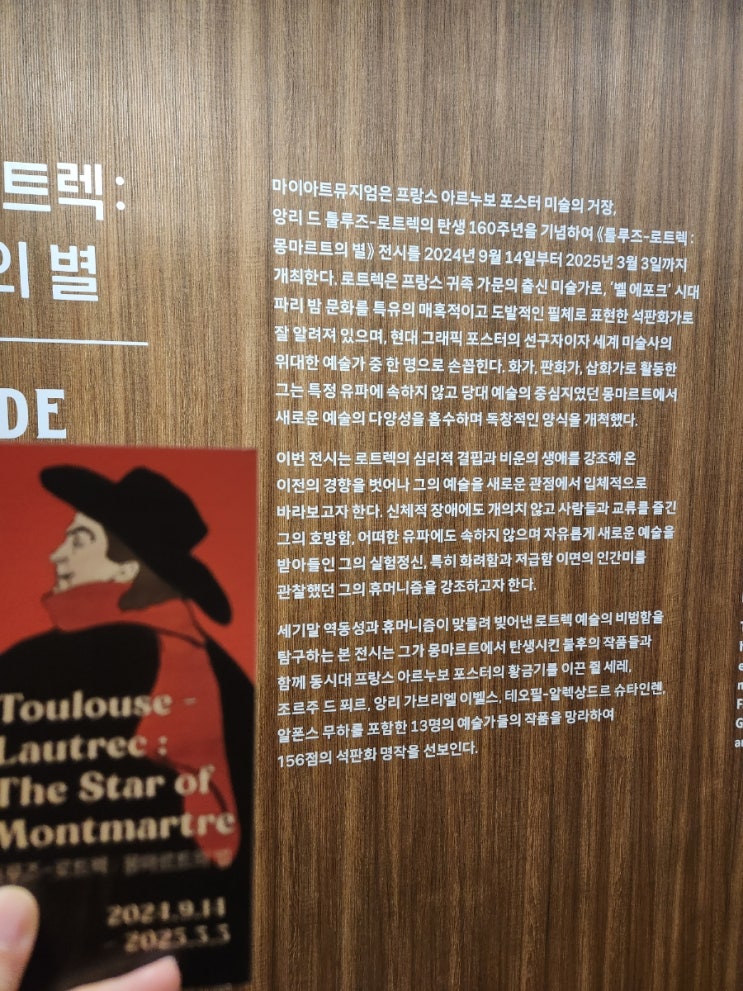 트렉:
의 별
DE
마이아트뮤지엄은 프랑스 아르누보 포스터 미술의 거장,
앙리 드 툴루즈-로트렉의 탄생 160주년을 기념하여 《툴루즈-로트렉 :
몽마르트의 별》 전시를 2024년 9월 14일부터 2025년 3월 3일까지
개최한다. 로트렉은 프랑스 귀족 가문의 출신 미술가로, ‘벨 에포크’ 시대
파리 밤 문화를 특유의 매혹적이고 도발적인 필체로 표현한 석판화가로
잘 알려져 있으며, 현대 그래픽 포스터의 선구자이자 세계 미술사의
위대한 예술가 중 한 명으로 손꼽힌다. 화가, 판화가, 삽화가로 활동한
그는 특정 유파에 속하지 않고 당대 예술의 중심지였던 몽마르트에서
새로운 예술의 다양성을 흡수하며 독창적인 양식을 개척했다.
이번 전시는 로트렉의 심리적 결핍과 비운의 생애를 강조해 온
이전의 경향을 벗어나 그의 예술을 새로운 관점에서 입체적으로
바라보고자 한다. 신체적 장애에도 개의치 않고 사람들과 교류를 즐긴
그의 호방함, 어떠한 유파에도 속하지 않으며 자유롭게 새로운 예술을
받아들인 그의 실험정신, 특히 화려함과 저급함 이면의 인간미를
관찰했던 그의 휴머니즘을 강조하고자 한다.
세기말 역동성과 휴머니즘이 맞물려 빚어낸 로트렉 예술의 비범함을
탐구하는 본 전시는 그가 몽마르트에서 탄생시킨 불후의 작품들과
함께 동시대 프랑스 아르누보 포스터의 황금기를 이끈 쥘 세레,
조르주 드 푀르, 앙리 가브리엘 이벨스, 테오필-알렉상드르 슈타인렌,
알폰스 무하를 포함한 13명의 예술가들의 작품을 망라하여
156점의 석판화 명작을 선보인다.
Toulouse -
Lautrec :
The Star of
Montmartre
루즈-로트렉 : 몽마르트의 별
2024.9.14
- 2025.3.3